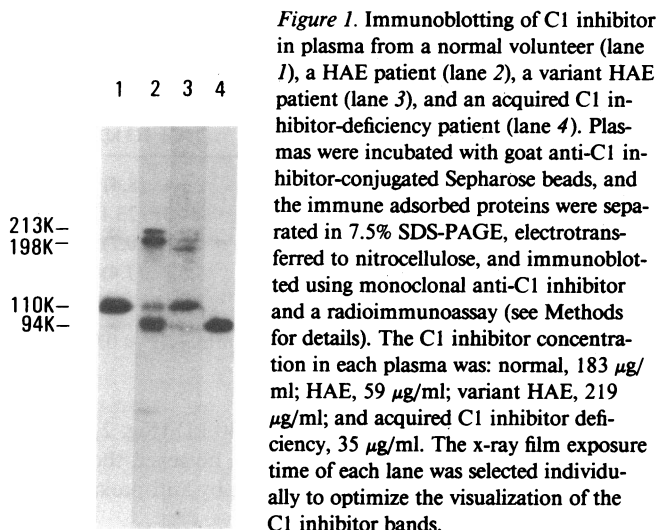 Figure 1. Immunoblotting of C1 inhibitor
in plasma from a normal volunteer (lane
1), a HAE patient (lane 2), a variant HAE
patient (lane 3), and an acquired C1 in-
hibitor-deficiency patient (lane 4). Plas-
mas were incubated with goat anti-C1 in-
hibitor-conjugated Sepharose beads, and
the immune adsorbed proteins were sepa-
rated in 7.5% SDS-PAGE, electrotrans-
ferred to nitrocellulose, and immunoblot-
ted using monoclonal anti-C1 inhibitor
and a radioimmunoassay (see Methods
for details). The C1 inhibitor concentra-
tion in each plasma was: normal, 183 μg/
ml; HAE, 59 μg/ml; variant HAE, 219
μg/ml; and acquired C1 inhibitor defi-
ciency, 35 μg/ml. The x-ray film exposure
time of each lane was selected individu-
ally to optimize the visualization of the
C1 inhibitor bands.
1 2 3 4
213K–
198K–
110K–
94K–